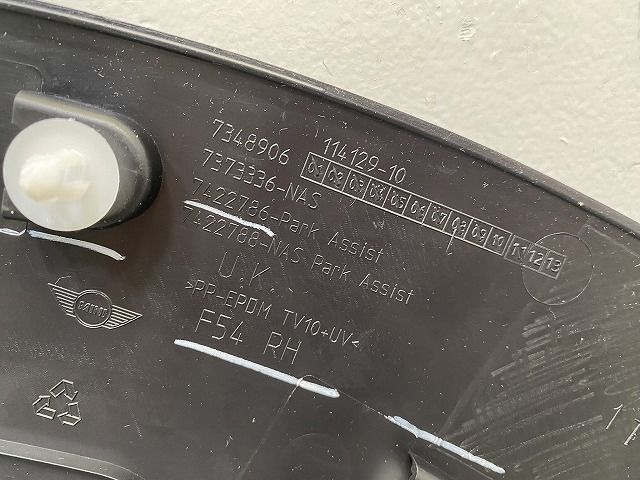 7348906 114129-10
7373336-NAS 01 02 03 04 05 06 07 08 09 10 11 12 13
7422786-Park Assist
7422788-NAS Park Assist
U.K.
>PP-EPDM TV10+UV<
F54 RH
MINI